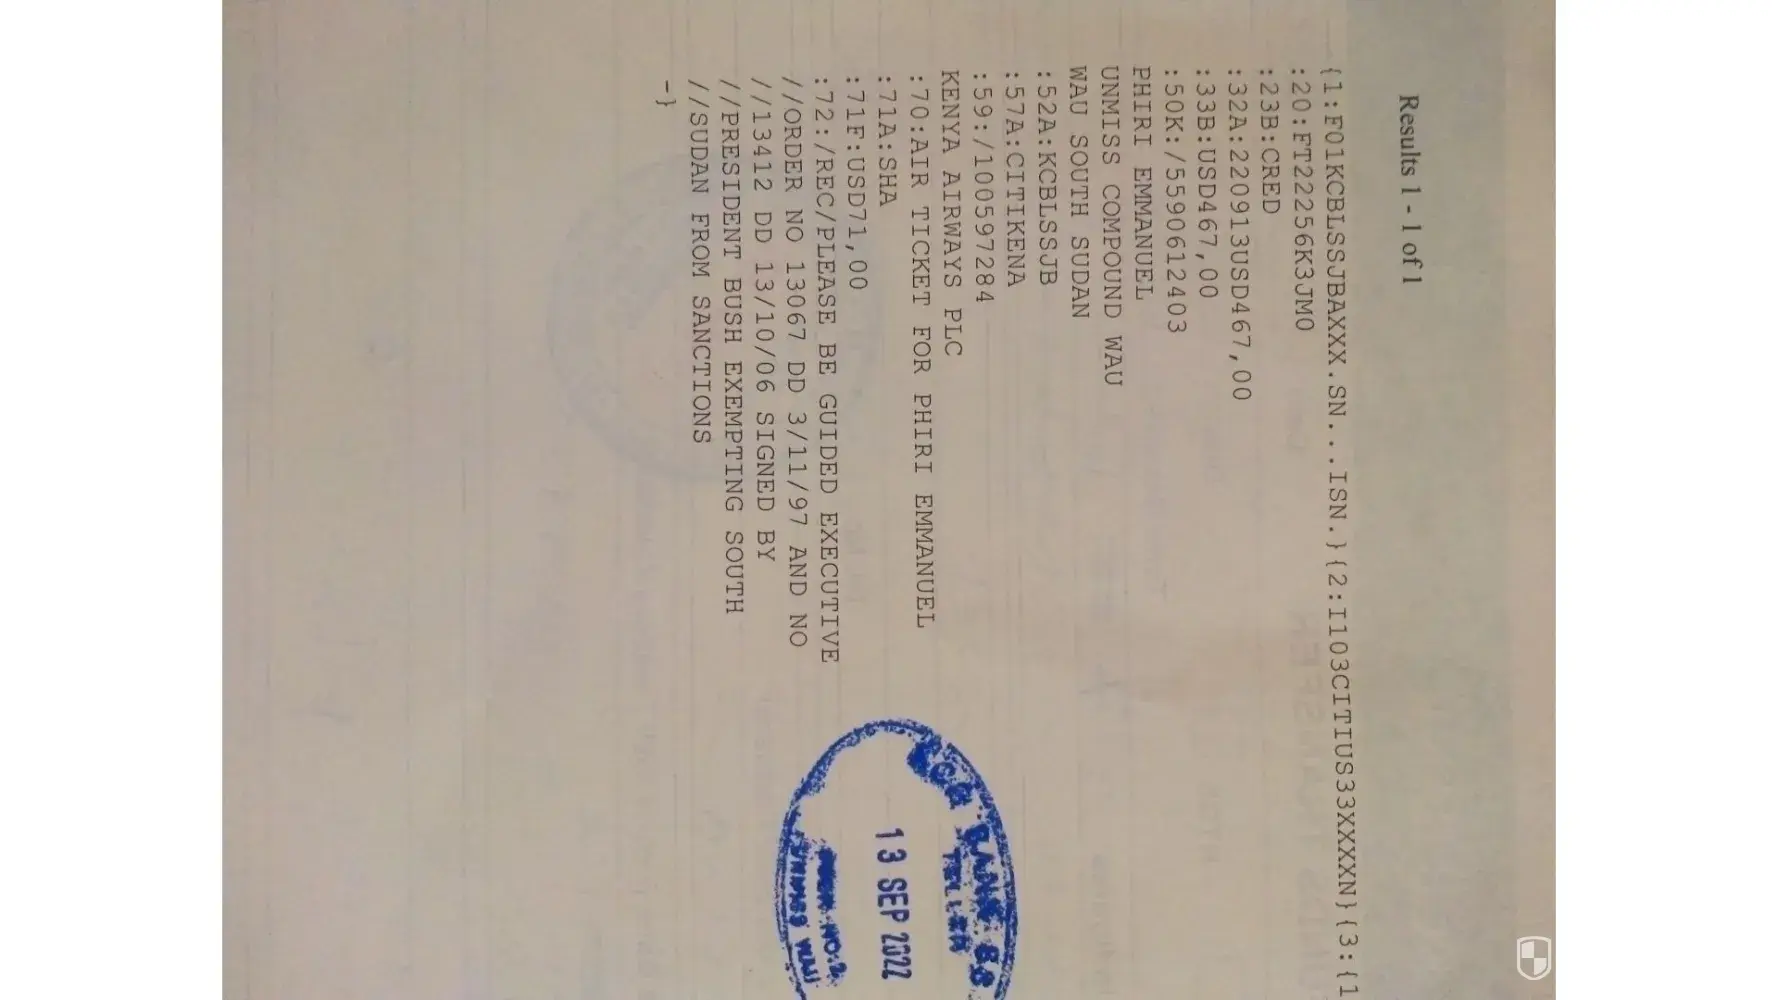 Results 1 - 1 of 1
{1:F01KCBLSSJBAXXX.SN...ISN.}{2:I103CITIUS33XXXXN}{3:{1
:20:FT22256K3JM0
:23B:CRED
:32A:220913USD467,00
:33B:USD467,00
:50K:/5590612403
PHIRI EMMANUEL
UNMISS COMPOUND WAU
WAU SOUTH SUDAN
:52A:KCBLSSJB
:57A:CITIKENA
:59:/100597284
KENYA AIRWAYS PLC
:70:AIR TICKET FOR PHIRI EMMANUEL
:71A:SHA
:71F:USD71,00
:72:/REC/PLEASE BE GUIDED EXECUTIVE
//ORDER NO 13067 DD 3/11/97 AND NO
//13412 DD 13/10/06 SIGNED BY
//PRESIDENT BUSH EXEMPTING SOUTH
//SUDAN FROM SANCTIONS
-}
BANK
TELLER
13 SEP 2022
NO:2